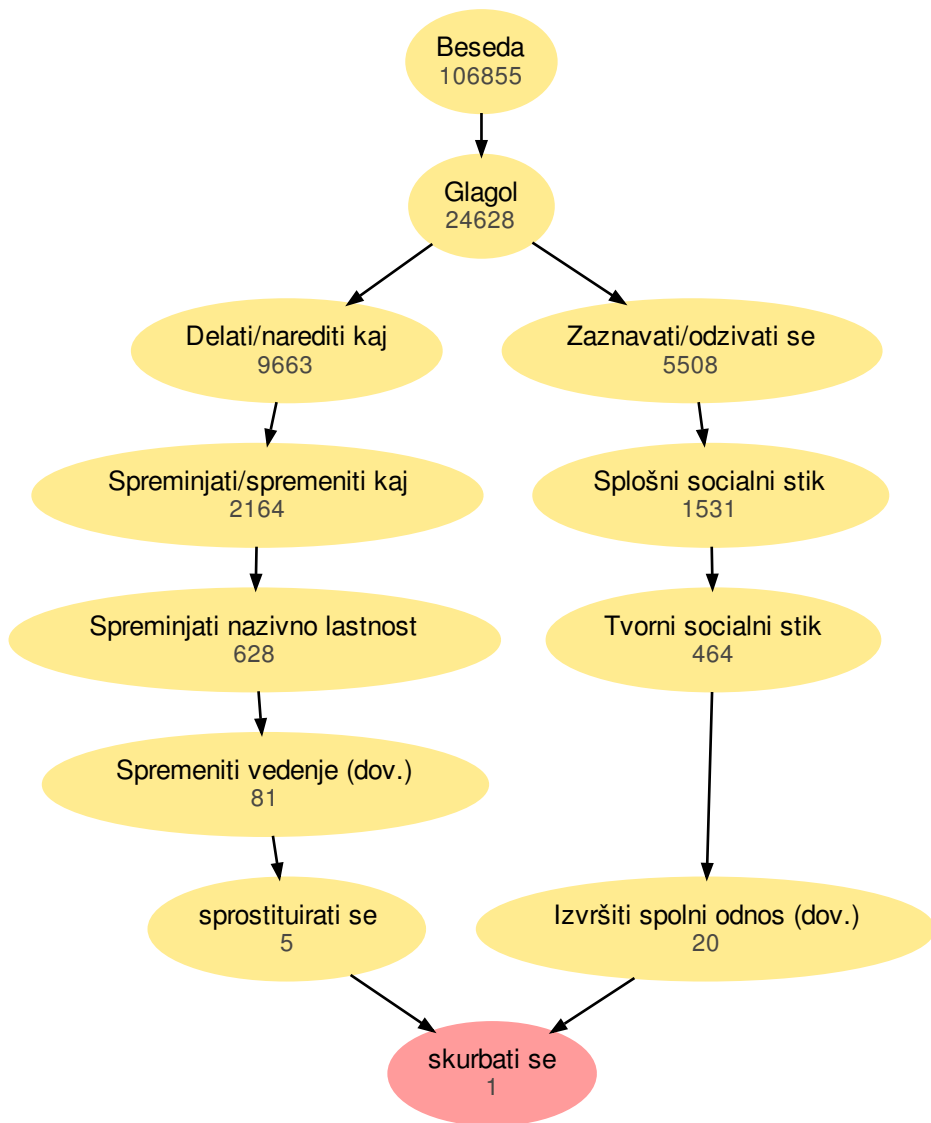 Beseda
106855
Glagol
24628
Delati/narediti kaj
9663
Zaznavati/odzivati se
5508
Spreminjati/spremeniti kaj
2164
Splošni socialni stik
1531
Spreminjati nazivno lastnost
628
Tvorni socialni stik
464
Spremeniti vedenje (dov.)
81
sprostituirati se
5
Izvršiti spolni odnos (dov.)
20
skurbati se
1